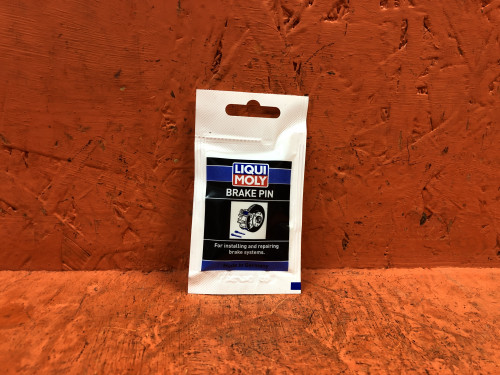 LIQUI
MOLY
BRAKE PIN
For installing and repairing
brake systems.